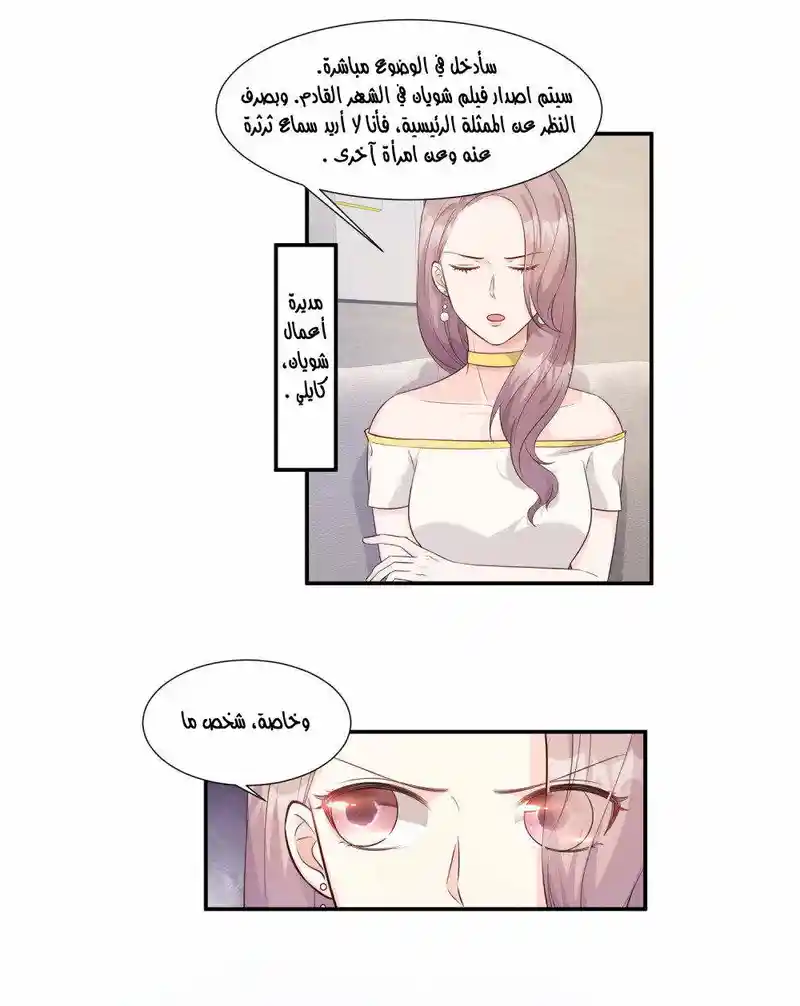 سأدخل في الوضوع مباشرة.
سيتم اصدار فيلم شويان في الشهر القادم. وبصرف
النظر عن الممثلة الرئيسية، فأنا لا أريد سماع ثرثرة
عنه وعن امرأة آخرى .
مديرة
أعمال
شويان،
كايلي .
وخاصة، شخص ما